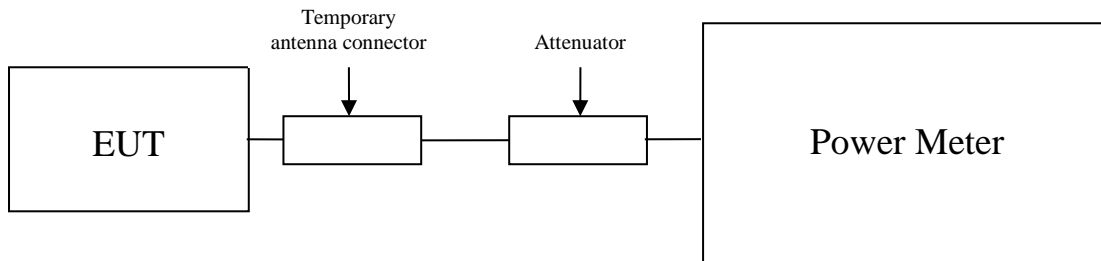 Temporary
antenna connector
Attenuator
EUT
Power Meter